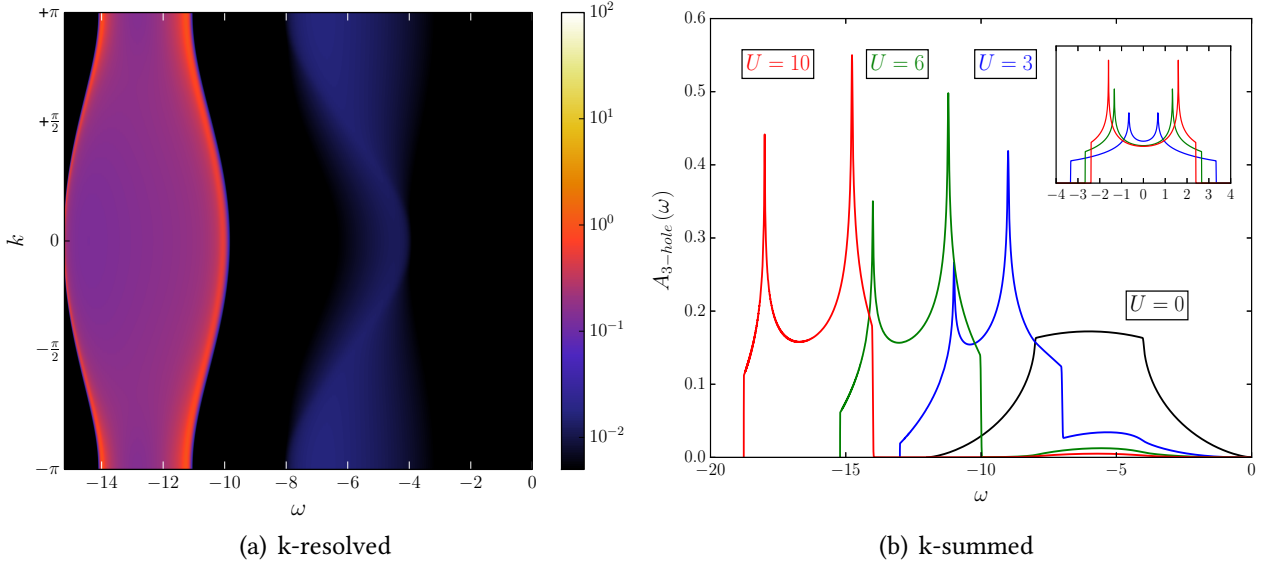 +π
+π/2
k
0
−π/2
−π
−14 −12 −10 −8 −6 −4 −2 0
ω
10^2
10^1
10^0
10^−1
10^−2
(a) k-resolved
A_{3−hole}(ω)
0.6
0.5
0.4
0.3
0.2
0.1
0.0
U = 10
U = 6
U = 3
U = 0
−4 −3 −2 −1 0 1 2 3 4
−20 −15 −10 −5 0
ω
(b) k-summed